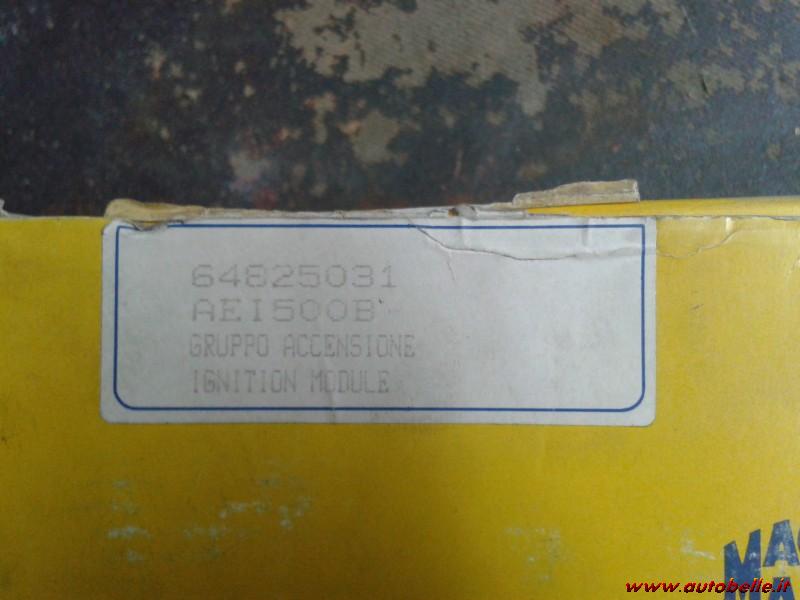 64825031
AEI500B
GRUPPO ACCENSIONE
IGNITION MODULE
www.autobelle.it